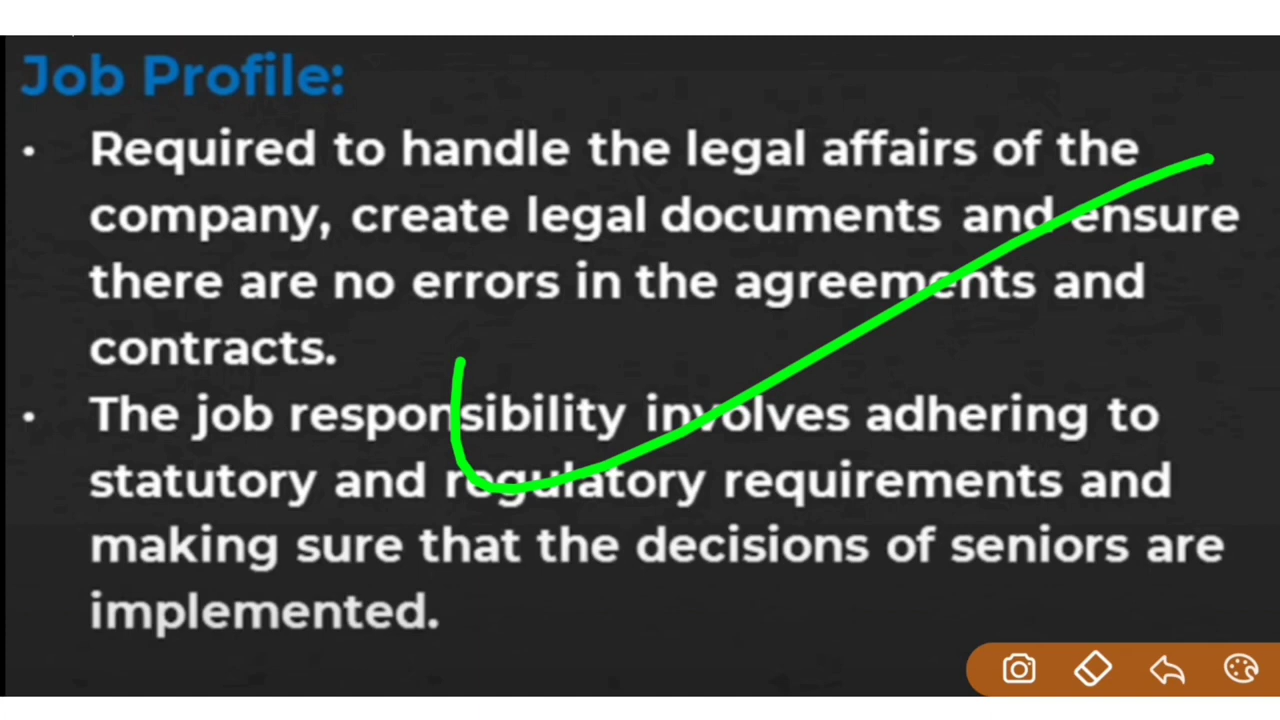 Job Profile:
• Required to handle the legal affairs of the
company, create legal documents and ensure
there are no errors in the agreements and
contracts.
• The job responsibility involves adhering to
statutory and regulatory requirements and
making sure that the decisions of seniors are
implemented.